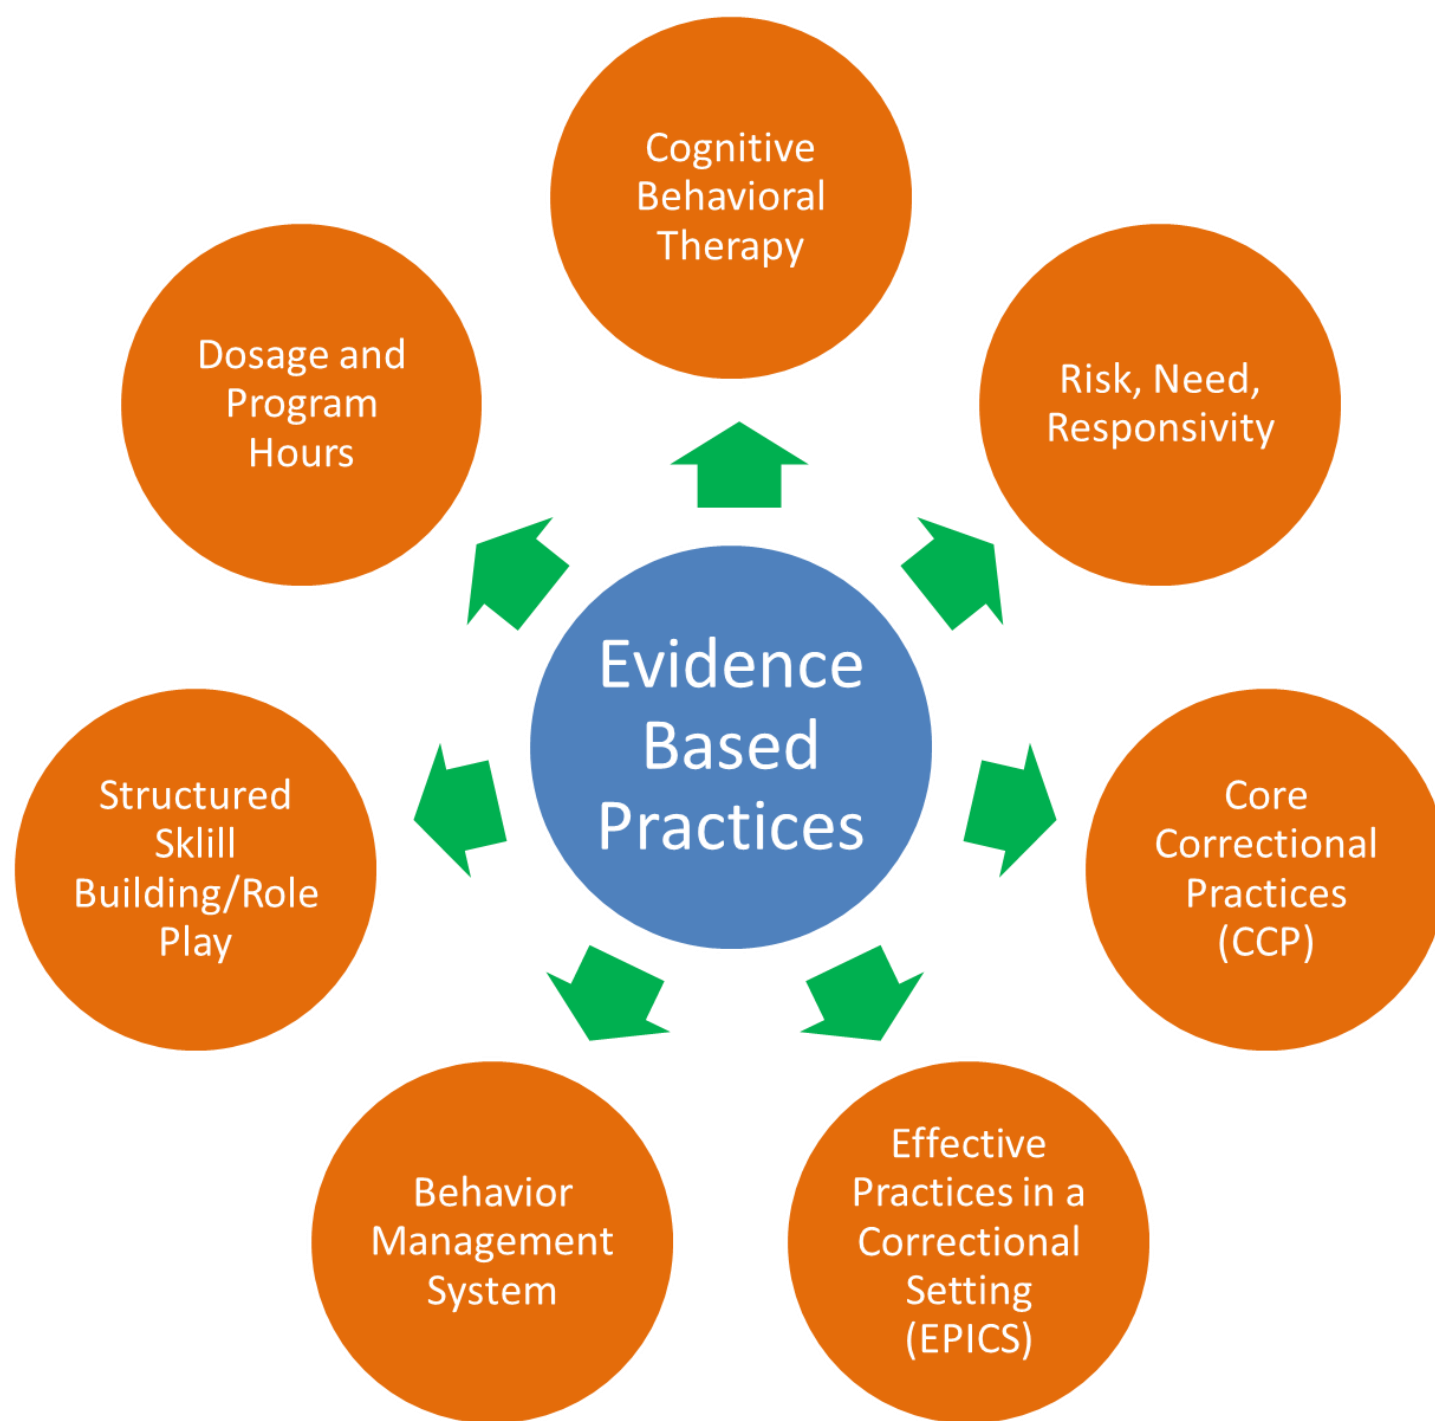 Cognitive
Behavioral
Therapy
Risk, Need,
Responsivity
Core
Correctional
Practices
(CCP)
Effective
Practices in a
Correctional
Setting
(EPICS)
Behavior
Management
System
Structured
Sklill
Building/Role
Play
Dosage and
Program
Hours
Evidence
Based
Practices